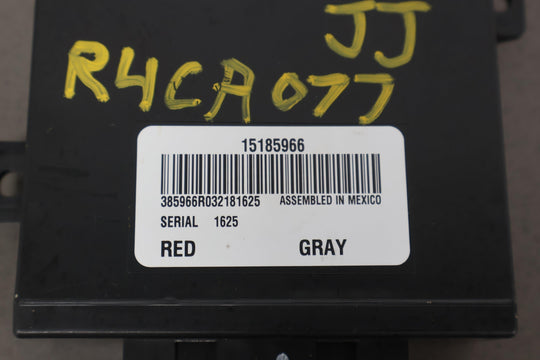 JJ
R4CA077
15185966
385966R032181625 ASSEMBLED IN MEXICO
SERIAL 1625
RED GRAY